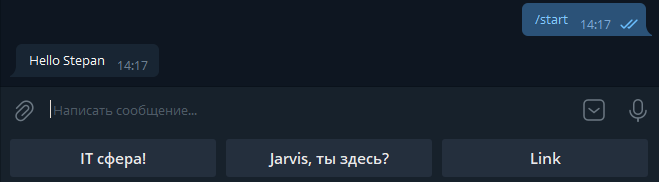 /start 14:17
Hello Stepan 14:17
Написать сообщение...
IT сфера! Jarvis, ты здесь? Link